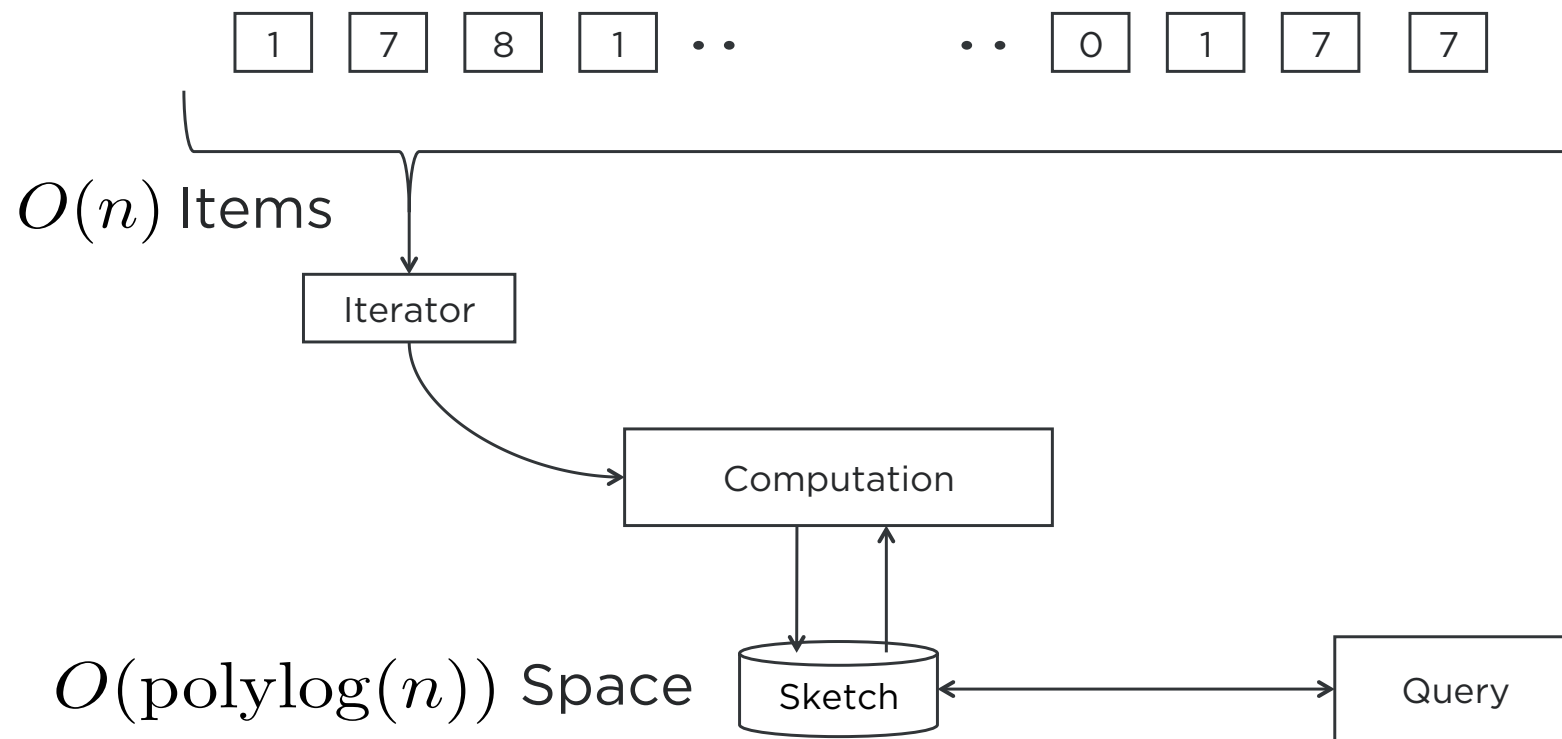 1 7 8 1 •• •• 0 1 7 7
O(n) Items
Iterator
Computation
O(polylog(n)) Space
Sketch
Query